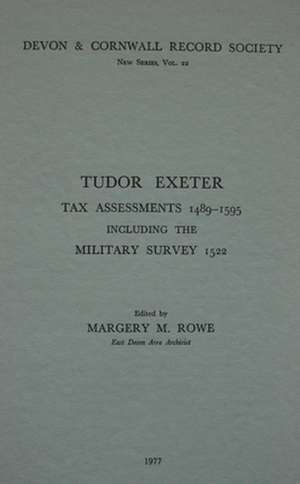 DEVON & CORNWALL RECORD SOCIETY
New Series, Vol. 22
TUDOR EXETER
TAX ASSESSMENTS 1489–1595
INCLUDING THE
MILITARY SURVEY 1522
Edited by
MARGERY M. ROWE
East Devon Area Archivist
1977